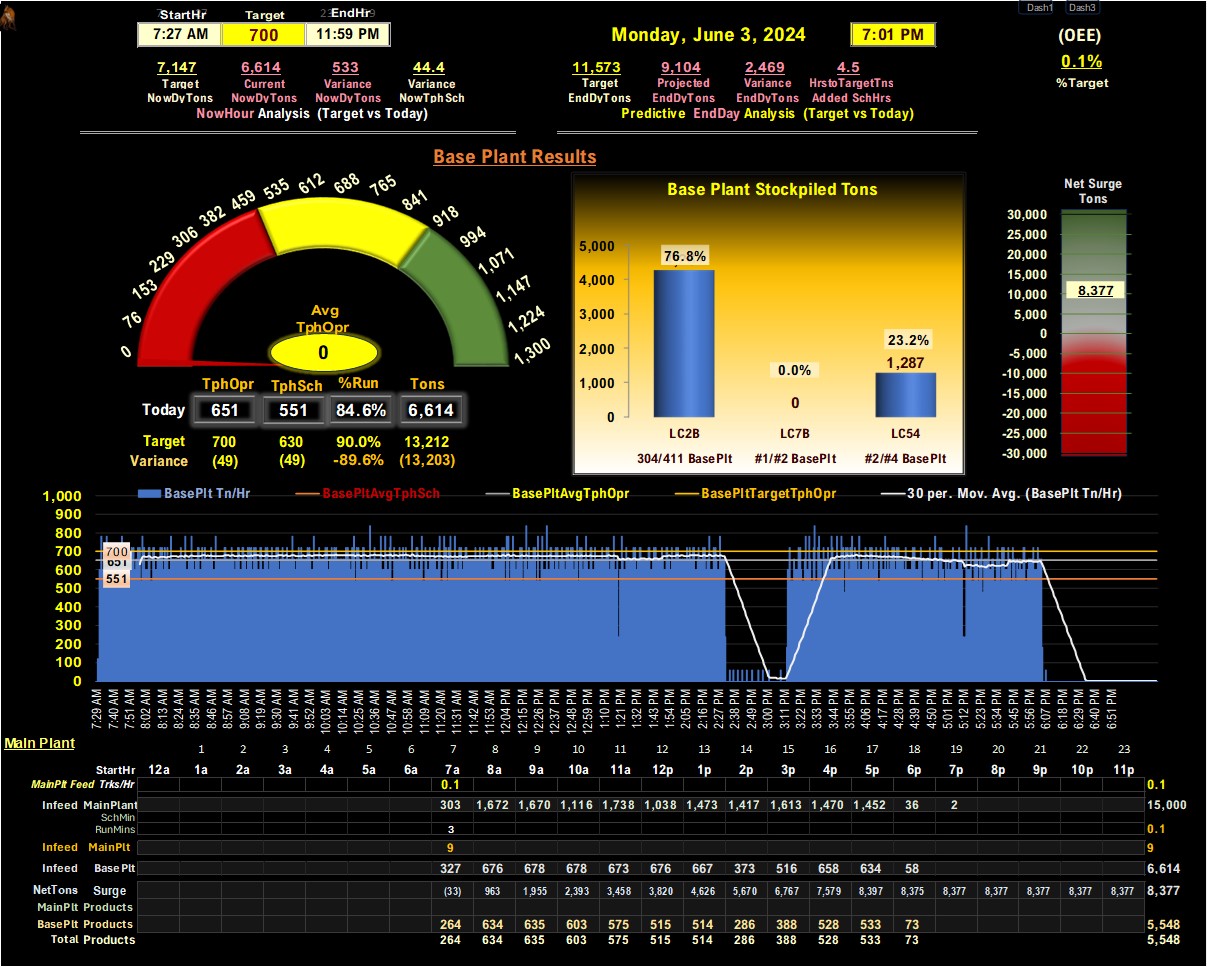 Dash1 Dash3
StartHr Target EndHr
7:27 AM 700 11:59 PM
Monday, June 3, 2024 7:01 PM
(OEE)
0.1%
%Target
7,147 6,614 533 44.4
Target Current Variance Variance
NowDyTons NowDyTons NowDyTons NowTphSch
NowHour Analysis (Target vs Today)
11,573 9,104 2,469 4.5
Target Projected Variance HrstoTargetTns
EndDyTons EndDyTons EndDyTons Added SchHrs
Predictive EndDay Analysis (Target vs Today)
Base Plant Results
0 76 153 229 306 382 459 535 612 688 765 841 918 994 1,071 1,147 1,224 1,300
Avg
TphOpr
0
TphOpr TphSch %Run Tons
Today 651 551 84.6% 6,614
Target 700 630 90.0% 13,212
Variance (49) (49) -89.6% (13,203)
Base Plant Stockpiled Tons
5,000
4,000
3,000
2,000
1,000
0
76.8%
0.0%
0
23.2%
1,287
LC2B LC7B LC54
304/411 BasePlt #1/#2 BasePlt #2/#4 BasePlt
Net Surge
Tons
30,000
25,000
20,000
15,000
10,000
5,000
0
-5,000
-10,000
-15,000
-20,000
-25,000
-30,000
8,377
BasePlt Tn/Hr BasePltAvgTphSch BasePltAvgTphOpr BasePltTargetTphOpr 30 per. Mov. Avg. (BasePlt Tn/Hr)
1,000
900
800
700
600
500
400
300
200
100
0
700
651
551
7:29 AM 7:40 AM 7:51 AM 8:02 AM 8:13 AM 8:24 AM 8:35 AM 8:46 AM 8:57 AM 9:08 AM 9:19 AM 9:30 AM 9:41 AM 9:52 AM 10:03 AM 10:14 AM 10:25 AM 10:36 AM 10:47 AM 10:58 AM 11:09 AM 11:20 AM 11:31 AM 11:42 AM 11:53 AM 12:04 PM 12:15 PM 12:26 PM 12:37 PM 12:48 PM 12:59 PM 1:10 PM 1:21 PM 1:32 PM 1:43 PM 1:54 PM 2:05 PM 2:16 PM 2:27 PM 2:38 PM 2:49 PM 3:00 PM 3:11 PM 3:22 PM 3:33 PM 3:44 PM 3:55 PM 4:06 PM 4:17 PM 4:28 PM 4:39 PM 4:50 PM 5:01 PM 5:12 PM 5:23 PM 5:34 PM 5:45 PM 5:56 PM 6:07 PM 6:18 PM 6:29 PM 6:40 PM 6:51 PM
Main Plant
1 2 3 4 5 6 7 8 9 10 11 12 13 14 15 16 17 18 19 20 21 22 23
StartHr 12a 1a 2a 3a 4a 5a 6a 7a 8a 9a 10a 11a 12p 1p 2p 3p 4p 5p 6p 7p 8p 9p 10p 11p
MainPlt Feed Trks/Hr 0.1 0.1
Infeed MainPlant 303 1,672 1,670 1,116 1,738 1,038 1,473 1,417 1,613 1,470 1,452 36 2 15,000
SchMin
RunMins 3 0.1
Infeed MainPlt 9 9
Infeed BasePlt 327 676 678 678 673 676 667 373 516 658 634 58 6,614
NetTons Surge (33) 963 1,955 2,393 3,458 3,820 4,626 5,670 6,767 7,579 8,397 8,375 8,377 8,377 8,377 8,377 8,377 8,377
MainPlt Products
BasePlt Products 264 634 635 603 575 515 514 286 388 528 533 73 5,548
Total Products 264 634 635 603 575 515 514 286 388 528 533 73 5,548